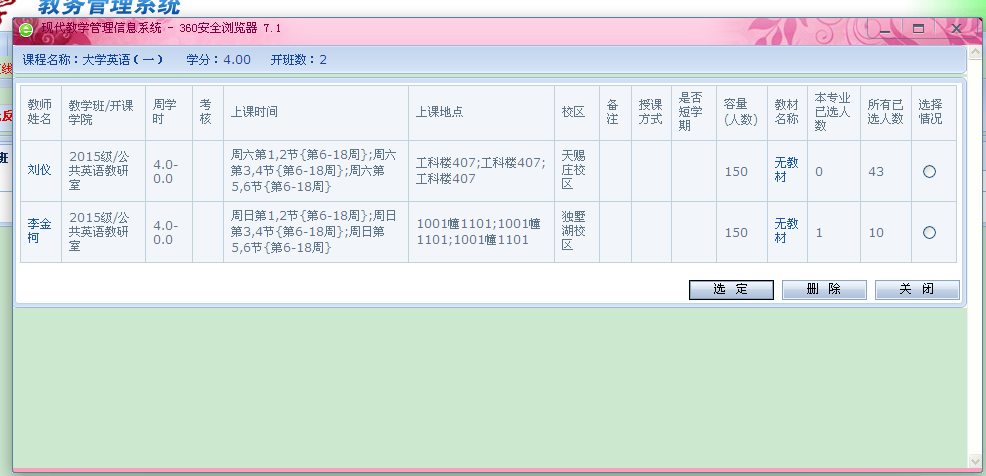 教务管理系统
现代教学管理信息系统 - 360安全浏览器 7.1
课程名称：大学英语（一） 学分：4.00 开班数：2
教师姓名 教学班/开课学院 周学时 考核 上课时间 上课地点 校区 备注 授课方式 是否短学期 容量(人数) 教材名称 本专业已选人数 所有已选人数 选择情况
刘仪 2015级/公共英语教研室 4.0-0.0 周六第1,2节{第6-18周};周六第3,4节{第6-18周};周六第5,6节{第6-18周} 工科楼407;工科楼407;工科楼407 天赐庄校区 150 无教材 0 43
李金柯 2015级/公共英语教研室 4.0-0.0 周日第1,2节{第6-18周};周日第3,4节{第6-18周};周日第5,6节{第6-18周} 1001幢1101;1001幢1101;1001幢1101 独墅湖校区 150 无教材 1 10
选 定 删 除 关 闭
线
反
班